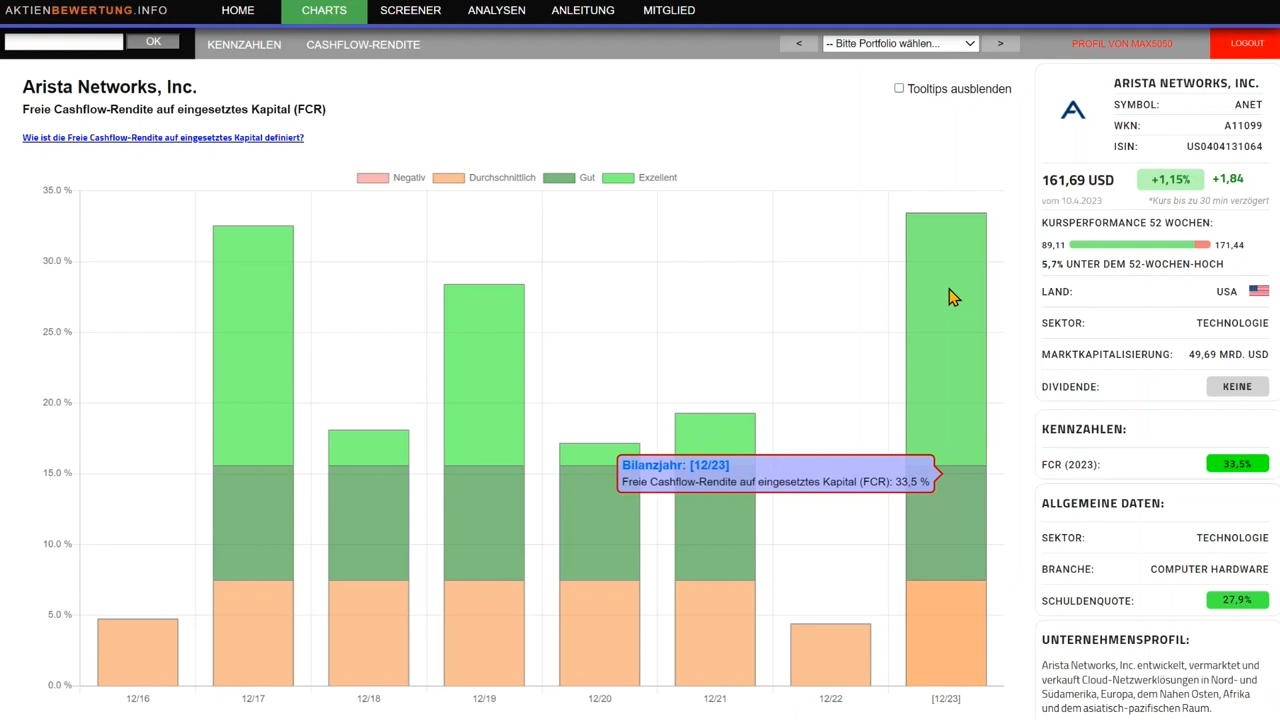 AKTIENBEWERTUNG.INFO
HOME
CHARTS
SCREENER
ANALYSEN
ANLEITUNG
MITGLIED
OK
KENNZAHLEN
CASHFLOW-RENDITE
<
-- Bitte Portfolio wählen...
>
PROFIL VON MAX5050
LOGOUT
Arista Networks, Inc.
Freie Cashflow-Rendite auf eingesetztes Kapital (FCR)
Wie ist die Freie Cashflow-Rendite auf eingesetztes Kapital definiert?
Tooltips ausblenden
Negativ
Durchschnittlich
Gut
Exzellent
35.0 %
30.0 %
25.0 %
20.0 %
15.0 %
10.0 %
5.0 %
0.0 %
Bilanzjahr: [12/23]
Freie Cashflow-Rendite auf eingesetztes Kapital (FCR): 33,5 %
12/16
12/17
12/18
12/19
12/20
12/21
12/22
[12/23]
ARISTA NETWORKS, INC.
SYMBOL: ANET
WKN: A11099
ISIN: US0404131064
161,69 USD +1,15% +1,84
vom 10.4.2023 *Kurs bis zu 30 min verzögert
KURSPERFORMANCE 52 WOCHEN:
89,11 171,44
5,7% UNTER DEM 52-WOCHEN-HOCH
LAND: USA
SEKTOR: TECHNOLOGIE
MARKTKAPITALISIERUNG: 49,69 MRD. USD
DIVIDENDE: KEINE
KENNZAHLEN:
FCR (2023): 33,5%
ALLGEMEINE DATEN:
SEKTOR: TECHNOLOGIE
BRANCHE: COMPUTER HARDWARE
SCHULDENQUOTE: 27,9%
UNTERNEHMENSPROFIL:
Arista Networks, Inc. entwickelt, vermarktet und
verkauft Cloud-Netzwerklösungen in Nord- und
Südamerika, Europa, dem Nahen Osten, Afrika
und dem asiatisch-pazifischen Raum.